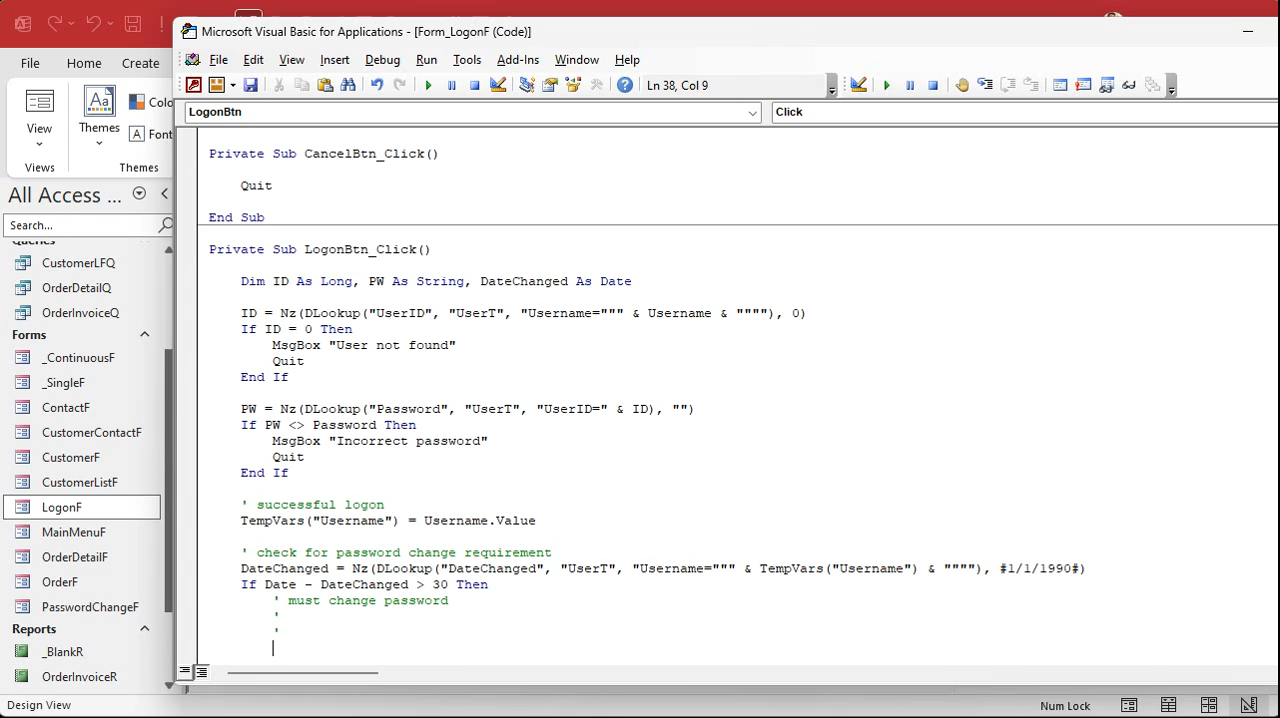 Microsoft Visual Basic for Applications - [Form_LogonF (Code)]
File Home Create
File Edit View Insert Debug Run Tools Add-Ins Window Help
Ln 38, Col 9
View
Themes
Aa
Colo
A Font
Views
Themes
LogonBtn
Click
All Access ...
Search...
Queries
CustomerLFQ
OrderDetailQ
OrderInvoiceQ
Forms
_ContinuousF
_SingleF
ContactF
CustomerContactF
CustomerF
CustomerListF
LogonF
MainMenuF
OrderDetailF
OrderF
PasswordChangeF
Reports
_BlankR
OrderInvoiceR
Private Sub CancelBtn_Click()
Quit
End Sub
Private Sub LogonBtn_Click()
Dim ID As Long, PW As String, DateChanged As Date
ID = Nz(DLookup("UserID", "UserT", "Username=""" & Username & """"), 0)
If ID = 0 Then
MsgBox "User not found"
Quit
End If
PW = Nz(DLookup("Password", "UserT", "UserID=" & ID), "")
If PW <> Password Then
MsgBox "Incorrect password"
Quit
End If
' successful logon
TempVars("Username") = Username.Value
' check for password change requirement
DateChanged = Nz(DLookup("DateChanged", "UserT", "Username=""" & TempVars("Username") & """"), #1/1/1990#)
If Date - DateChanged > 30 Then
' must change password
'
'
Design View
Num Lock